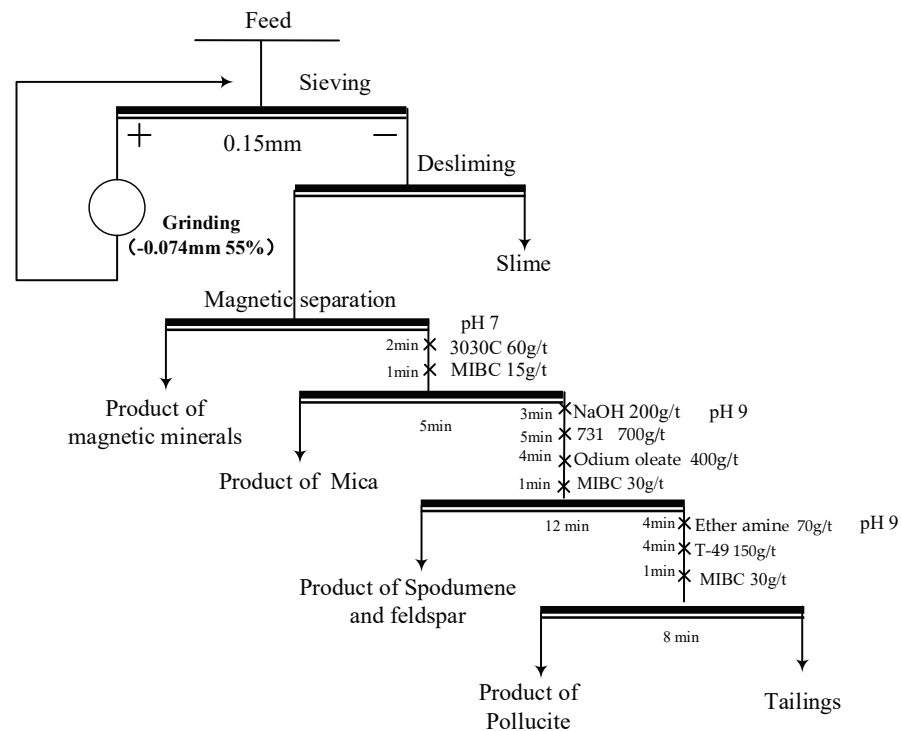 Feed
Sieving
+ −
0.15mm
Desliming
Grinding
(-0.074mm 55%)
Slime
Magnetic separation
pH 7
2min 3030C 60g/t
1min MIBC 15g/t
Product of
magnetic minerals
5min
3min NaOH 200g/t pH 9
5min 731 700g/t
4min Odium oleate 400g/t
1min MIBC 30g/t
Product of Mica
12 min
4min Ether amine 70g/t pH 9
4min T-49 150g/t
1min MIBC 30g/t
Product of Spodumene
and feldspar
8 min
Product of
Pollucite
Tailings